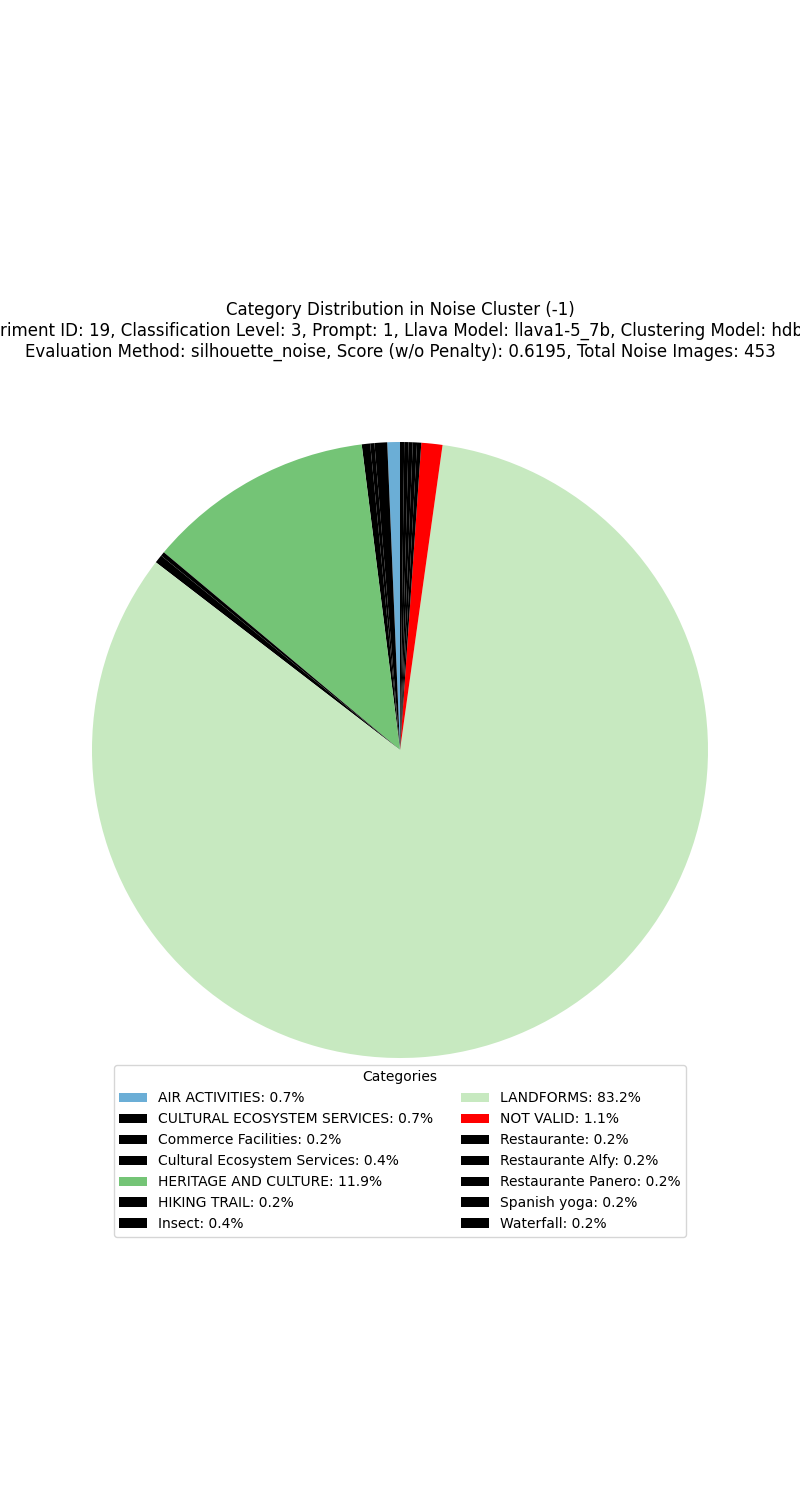 Category Distribution in Noise Cluster (-1)
riment ID: 19, Classification Level: 3, Prompt: 1, Llava Model: llava1-5_7b, Clustering Model: hdb
Evaluation Method: silhouette_noise, Score (w/o Penalty): 0.6195, Total Noise Images: 453
Categories
AIR ACTIVITIES: 0.7%
CULTURAL ECOSYSTEM SERVICES: 0.7%
Commerce Facilities: 0.2%
Cultural Ecosystem Services: 0.4%
HERITAGE AND CULTURE: 11.9%
HIKING TRAIL: 0.2%
Insect: 0.4%
LANDFORMS: 83.2%
NOT VALID: 1.1%
Restaurante: 0.2%
Restaurante Alfy: 0.2%
Restaurante Panero: 0.2%
Spanish yoga: 0.2%
Waterfall: 0.2%